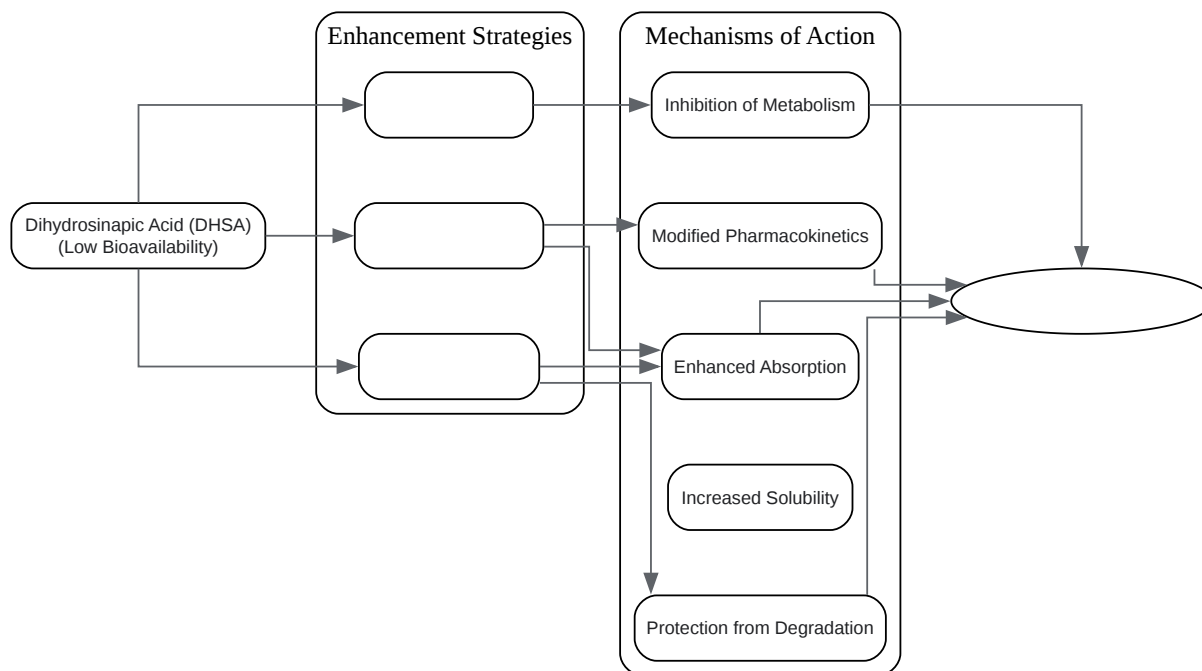 Enhancement Strategies
Mechanisms of Action
Inhibition of Metabolism
Dihydrosinapic Acid (DHSA)
(Low Bioavailability)
Modified Pharmacokinetics
Enhanced Absorption
Increased Solubility
Protection from Degradation